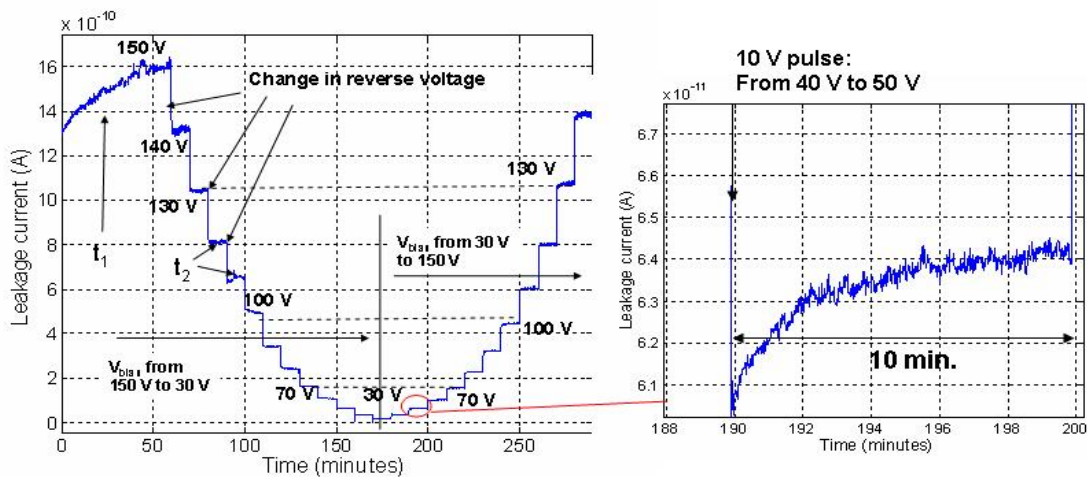 x 10⁻¹⁰
150 V
16
Change in reverse voltage
14
140 V
12
130 V
130 V
10
8
t₁
t₂
V_bias from 30 V
to 150 V
6
100 V
100 V
4
V_bias from
150 V to 30 V
2
70 V
30 V
70 V
0
0 50 100 150 200 250
Time (minutes)
Leakage current (A)
10 V pulse:
From 40 V to 50 V
x 10⁻¹¹
6.7
6.6
6.5
6.4
6.3
6.2
10 min.
6.1
188 190 192 194 196 198 200
Time (minutes)
Leakage current (A)